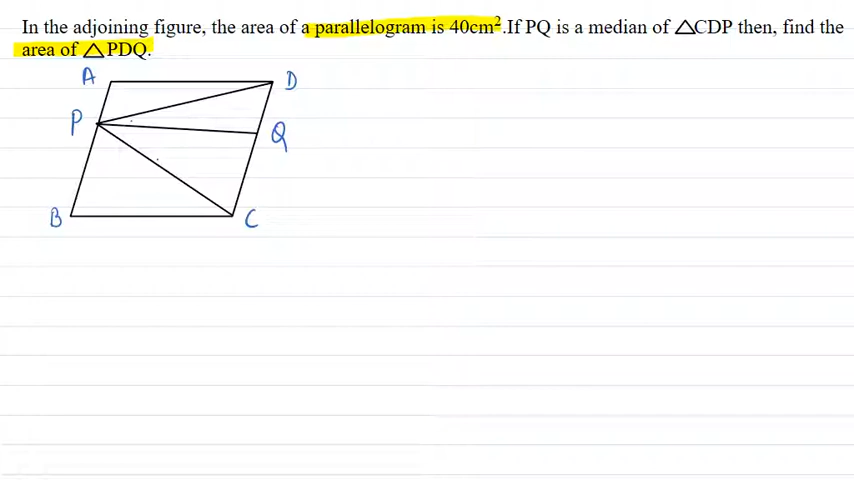 In the adjoining figure, the area of a parallelogram is 40cm².If PQ is a median of △CDP then, find the
area of △PDQ.
A
D
P
Q
B
C